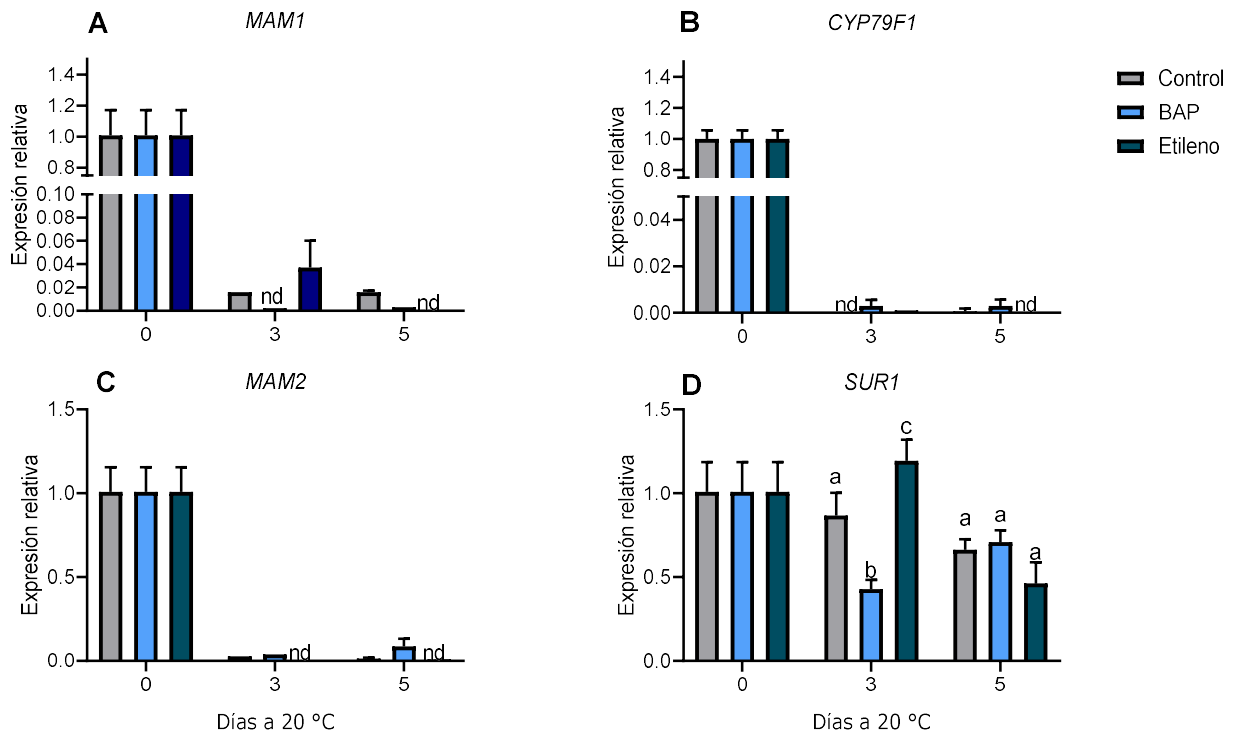 A
MAM1
Expresión relativa
1.4
1.2
1.0
0.8
0.10
0.08
0.06
0.04
0.02
0.00
nd
nd
0
3
5
B
CYP79F1
Expresión relativa
1.4
1.2
1.0
0.8
0.04
0.02
0.00
nd
nd
0
3
5
Control
BAP
Etileno
C
MAM2
Expresión relativa
1.5
1.0
0.5
0.0
nd
nd
0
3
5
Días a 20 °C
D
SUR1
Expresión relativa
1.5
1.0
0.5
0.0
a
b
c
a
a
a
0
3
5
Días a 20 °C